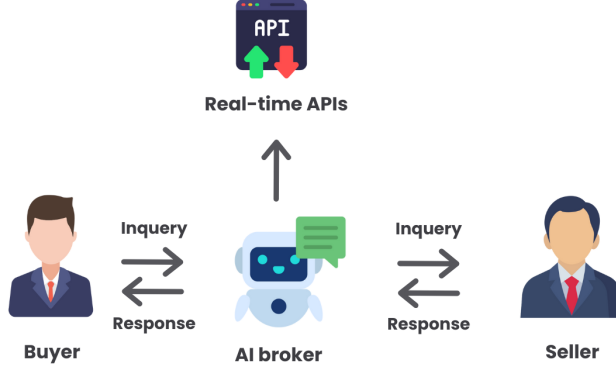 API
Real-time APIs
Inquery
Inquery
Response
Response
Buyer
AI broker
Seller